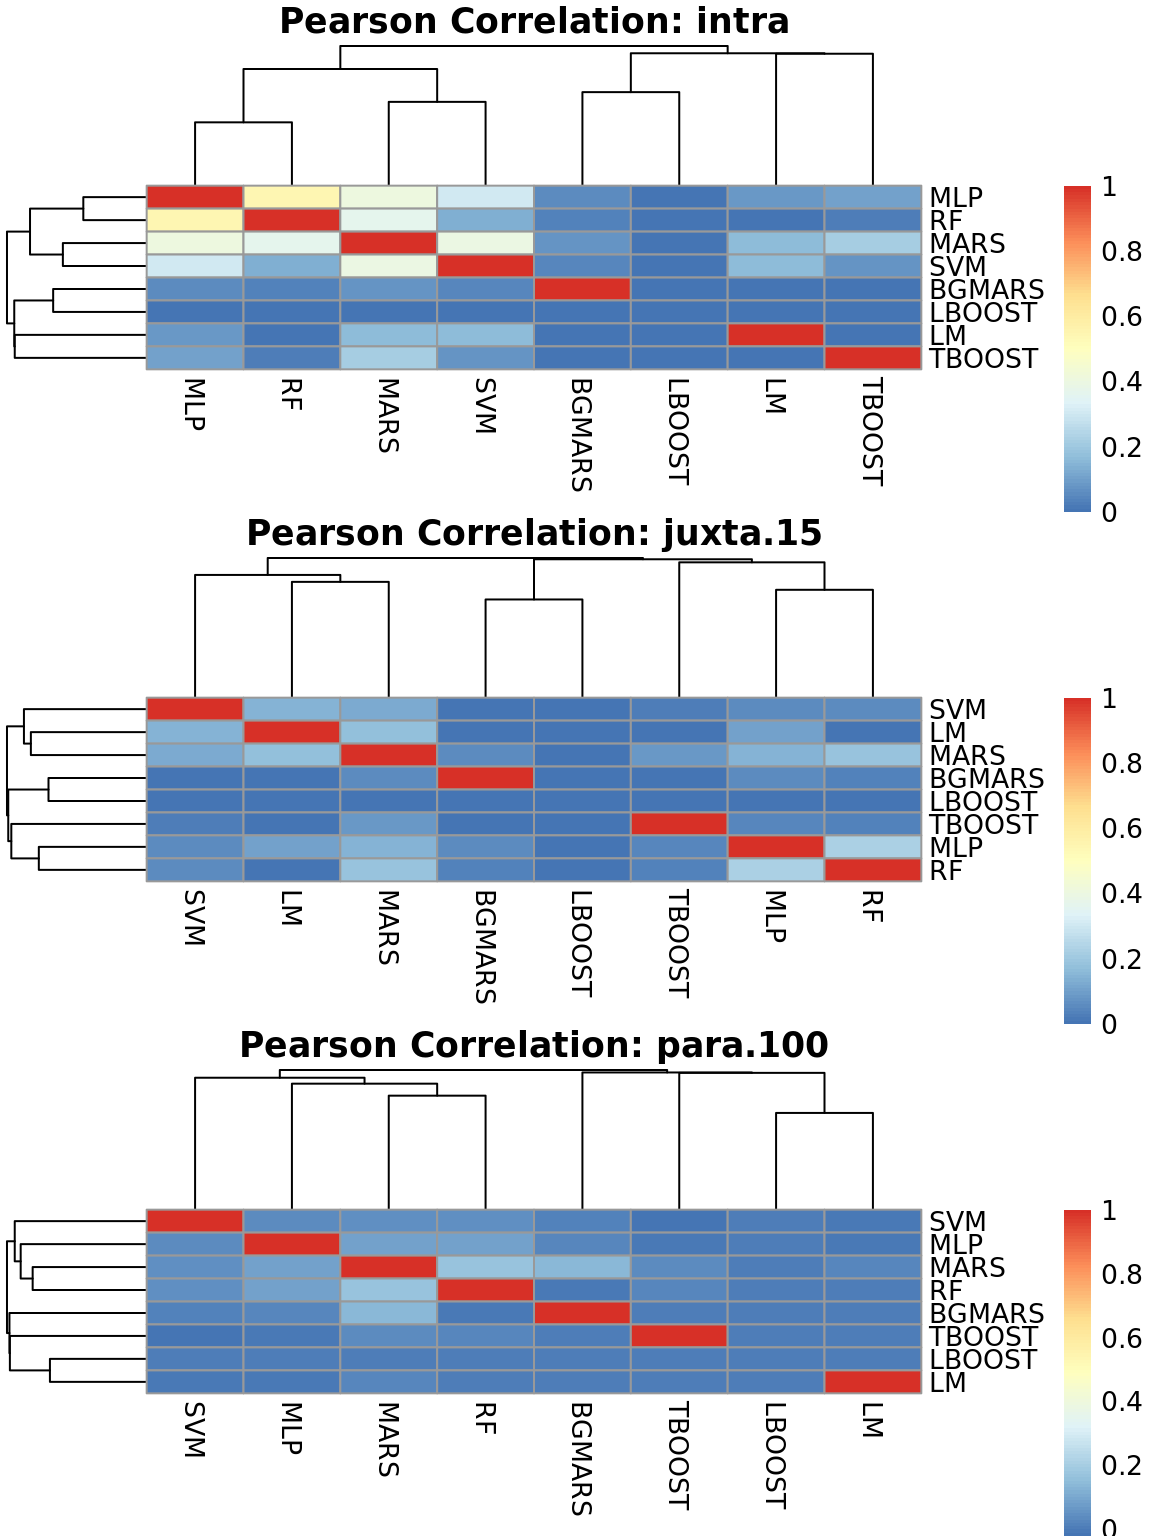 Pearson Correlation: intra
MLP
RF
MARS
SVM
BGMARS
LBOOST
LM
TBOOST
MLP
RF
MARS
SVM
BGMARS
LBOOST
LM
TBOOST
1
0.8
0.6
0.4
0.2
0
Pearson Correlation: juxta.15
SVM
LM
MARS
BGMARS
LBOOST
TBOOST
MLP
RF
SVM
LM
MARS
BGMARS
LBOOST
TBOOST
MLP
RF
1
0.8
0.6
0.4
0.2
0
Pearson Correlation: para.100
SVM
MLP
MARS
RF
BGMARS
TBOOST
LBOOST
LM
SVM
MLP
MARS
RF
BGMARS
TBOOST
LBOOST
LM
1
0.8
0.6
0.4
0.2
0